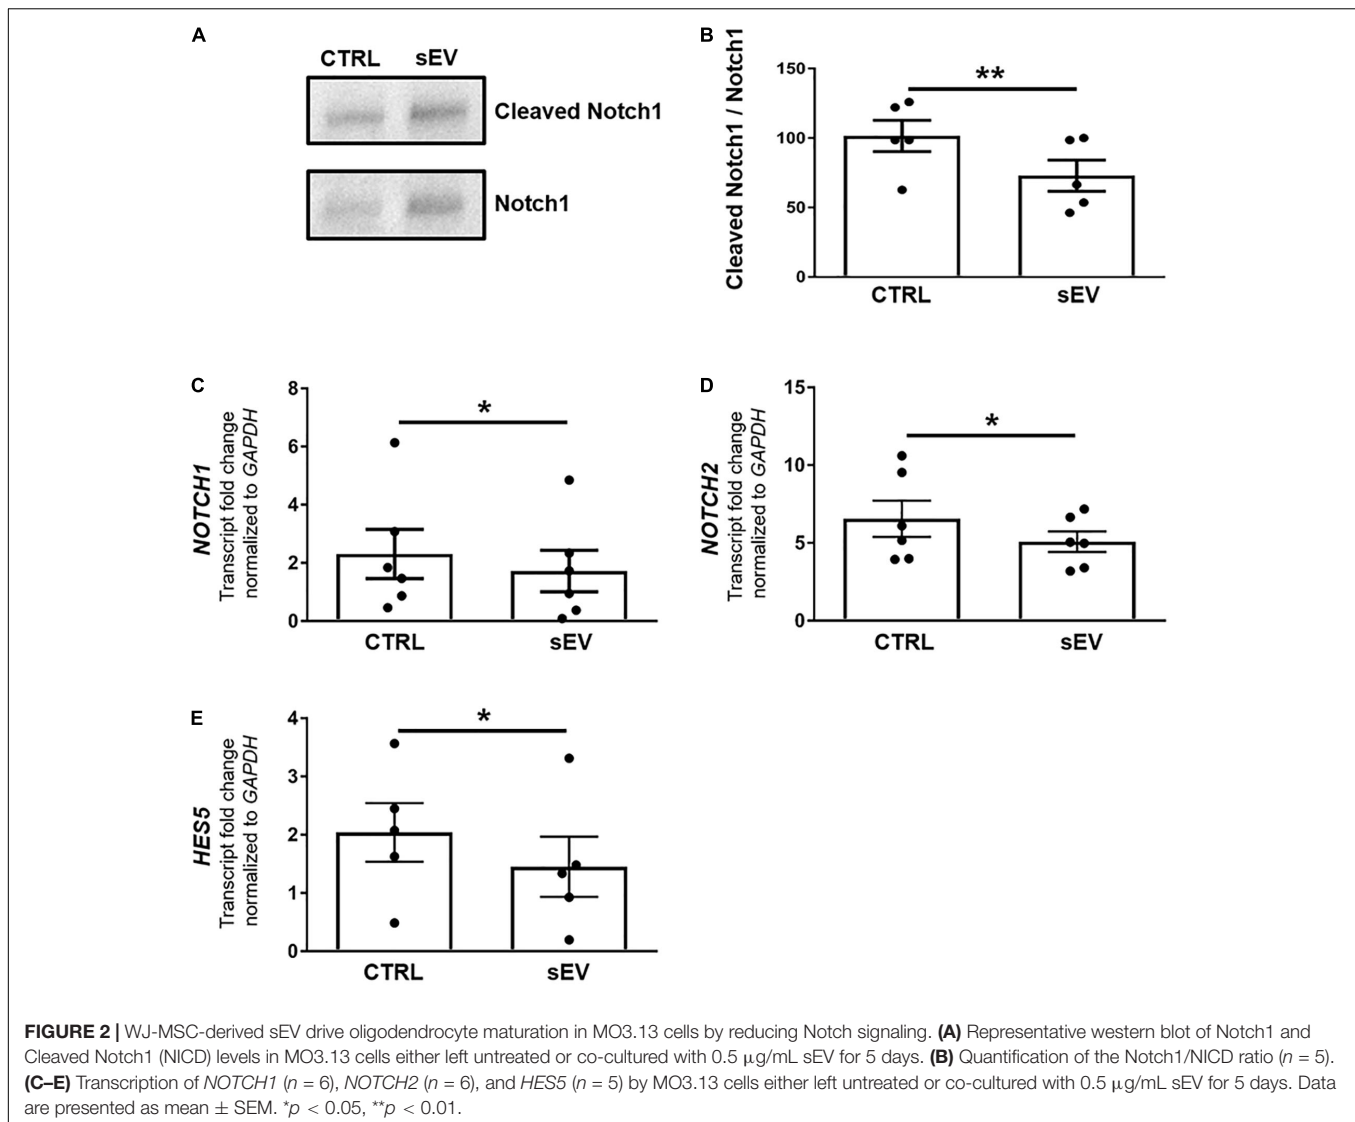 A
CTRL sEV
Cleaved Notch1
Notch1
B
Cleaved Notch1 / Notch1
150
100
50
0
**
CTRL sEV
C
NOTCH1
Transcript fold change
normalized to GAPDH
8
6
4
2
0
*
CTRL sEV
D
NOTCH2
Transcript fold change
normalized to GAPDH
15
10
5
0
*
CTRL sEV
E
HES5
Transcript fold change
normalized to GAPDH
4
3
2
1
0
*
CTRL sEV
FIGURE 2 | WJ-MSC-derived sEV drive oligodendrocyte maturation in MO3.13 cells by reducing Notch signaling. (A) Representative western blot of Notch1 and
Cleaved Notch1 (NICD) levels in MO3.13 cells either left untreated or co-cultured with 0.5 μg/mL sEV for 5 days. (B) Quantification of the Notch1/NICD ratio (n = 5).
(C–E) Transcription of NOTCH1 (n = 6), NOTCH2 (n = 6), and HES5 (n = 5) by MO3.13 cells either left untreated or co-cultured with 0.5 μg/mL sEV for 5 days. Data
are presented as mean ± SEM. *p < 0.05, **p < 0.01.